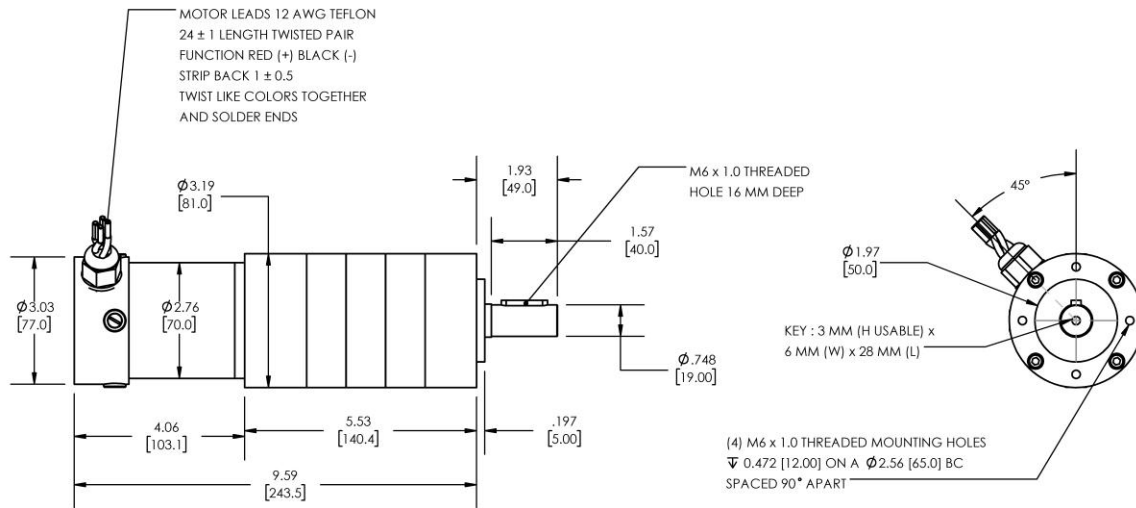 MOTOR LEADS 12 AWG TEFLON
24 ± 1 LENGTH TWISTED PAIR
FUNCTION RED (+) BLACK (-)
STRIP BACK 1 ± 0.5
TWIST LIKE COLORS TOGETHER
AND SOLDER ENDS
1.93
[49.0]
M6 x 1.0 THREADED
HOLE 16 MM DEEP
Ø3.19
[81.0]
45°
1.57
[40.0]
Ø1.97
[50.0]
Ø3.03
[77.0]
Ø2.76
[70.0]
KEY : 3 MM (H USABLE) x
6 MM (W) x 28 MM (L)
Ø.748
[19.00]
4.06
[103.1]
5.53
[140.4]
.197
[5.00]
(4) M6 x 1.0 THREADED MOUNTING HOLES
↧ 0.472 [12.00] ON A Ø2.56 [65.0] BC
SPACED 90° APART
9.59
[243.5]